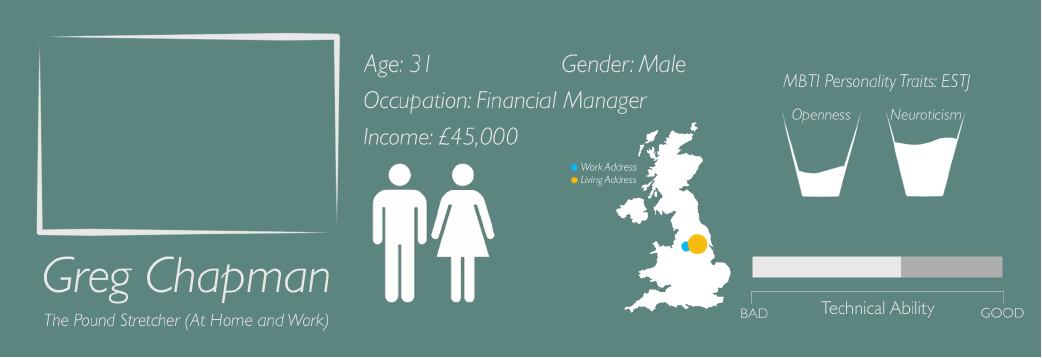 Age: 31
Gender: Male
Occupation: Financial Manager
Income: £45,000
Work Address
Living Address
MBTI Personality Traits: ESTJ
Openness
Neuroticism
Greg Chapman
The Pound Stretcher (At Home and Work)
BAD
Technical Ability
GOOD